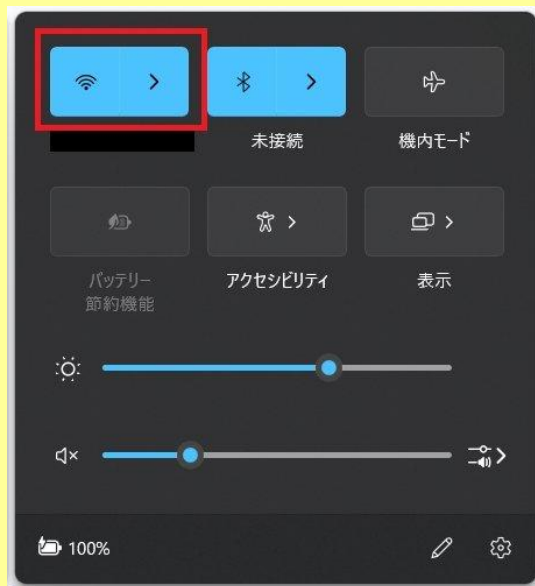 未接続
機内モード
バッテリー
節約機能
アクセシビリティ
表示
100%